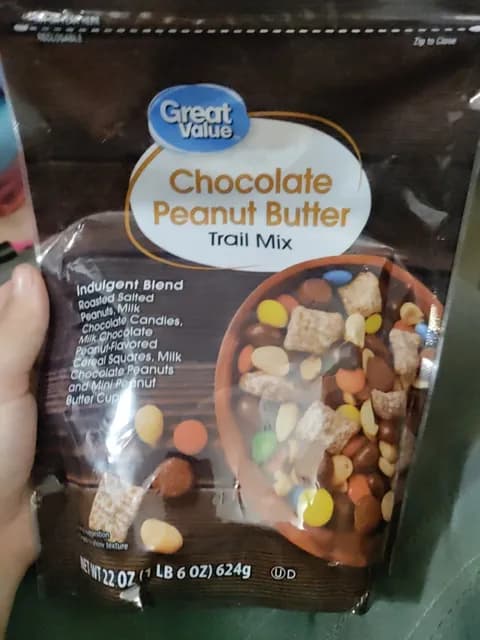 RECLOSABLE
Zip to Close
Great
Value
Chocolate
Peanut Butter
Trail Mix
Indulgent Blend
Roasted Salted
Peanuts, Milk
Chocolate Candies,
Milk Chocolate
Peanut-Flavored
Cereal Squares, Milk
Chocolate Peanuts
and Mini Peanut
Butter Cups
texture
NET WT 22 OZ (1 LB 6 OZ) 624g U D